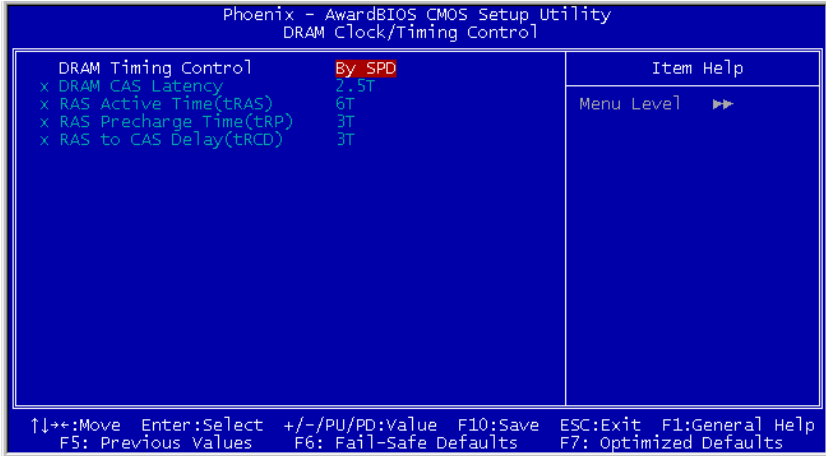 Phoenix - AwardBIOS CMOS Setup Utility
DRAM Clock/Timing Control
DRAM Timing Control By SPD
x DRAM CAS Latency 2.5T
x RAS Active Time(tRAS) 6T
x RAS Precharge Time(tRP) 3T
x RAS to CAS Delay(tRCD) 3T
Item Help
Menu Level ▶▶
↑↓→←:Move Enter:Select +/-/PU/PD:Value F10:Save ESC:Exit F1:General Help
F5: Previous Values F6: Fail-Safe Defaults F7: Optimized Defaults